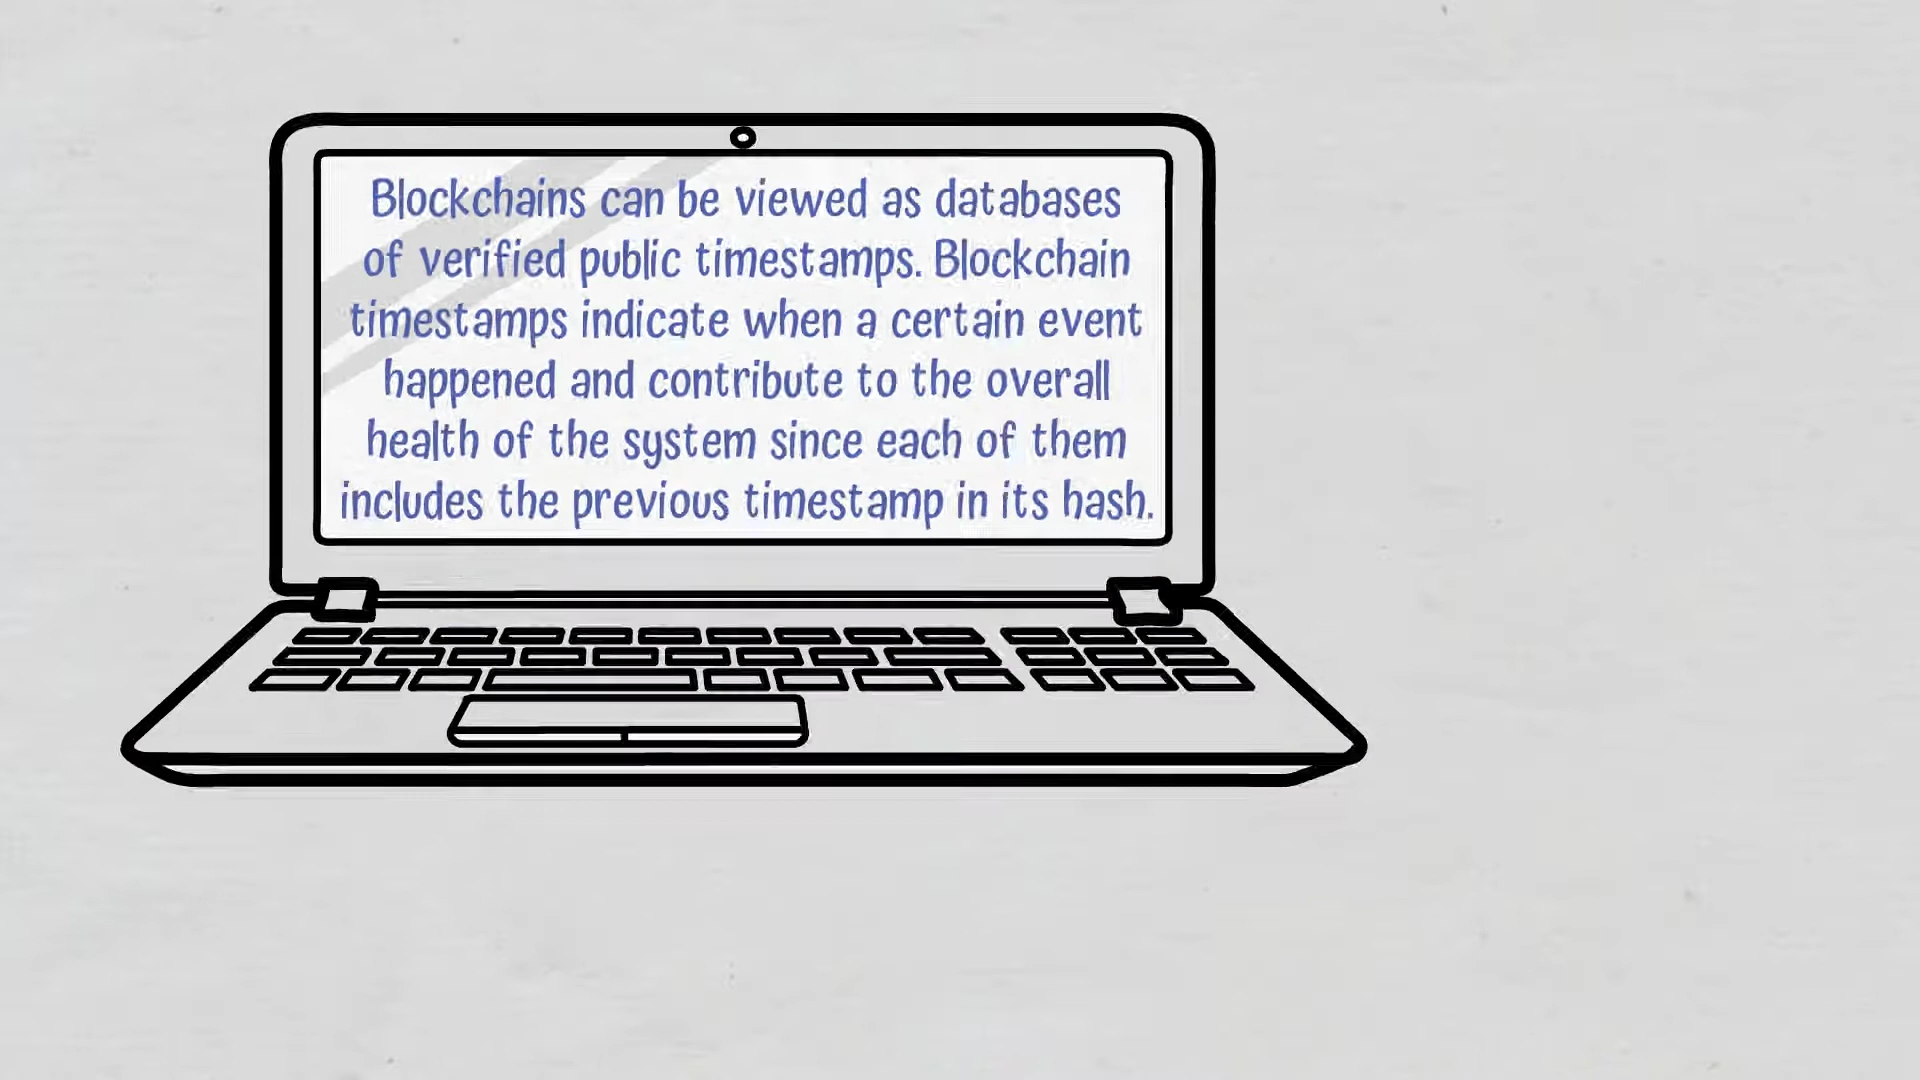 Blockchains can be viewed as databases
of verified public timestamps. Blockchain
timestamps indicate when a certain event
happened and contribute to the overall
health of the system since each of them
includes the previous timestamp in its hash.